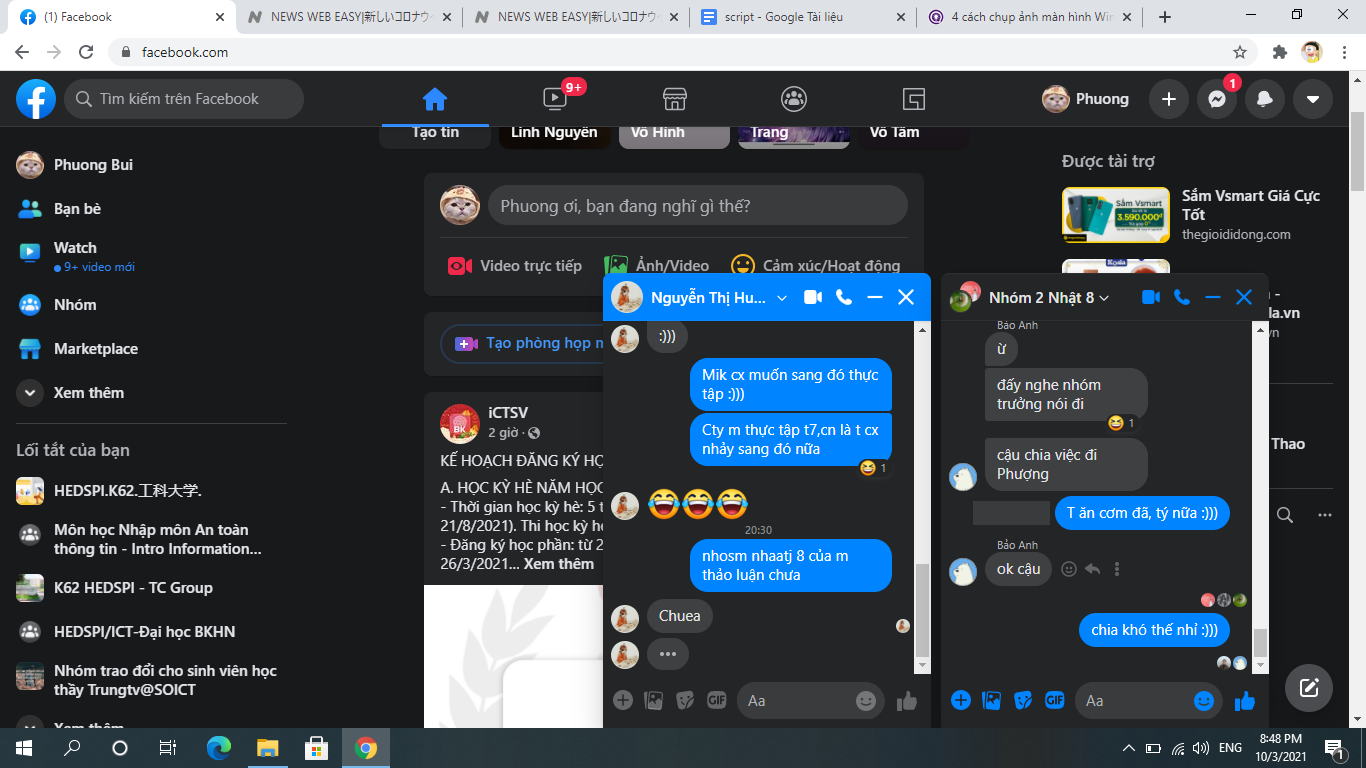 (1) Facebook
NEWS WEB EASY|新しいコロナウ
NEWS WEB EASY|新しいコロナウ
script - Google Tài liệu
4 cách chụp ảnh màn hình Win
facebook.com
Tìm kiếm trên Facebook
9+
Phuong
1
Tạo tin
Linh Nguyễn
Võ Hình
Trang
Võ Tâm
Phuong Bui
Bạn bè
Watch
9+ video mới
Nhóm
Marketplace
Xem thêm
Lối tắt của bạn
HEDSPI.K62.工科大学.
Môn học Nhập môn An toàn
thông tin - Intro Information...
K62 HEDSPI - TC Group
HEDSPI/ICT-Đại học BKHN
Nhóm trao đổi cho sinh viên học
thầy Trungtv@SOICT
Xem thêm
Phuong ơi, bạn đang nghĩ gì thế?
Video trực tiếp
Ảnh/Video
Cảm xúc/Hoạt động
Tạo phòng họp
iCTSV
2 giờ ·
KẾ HOẠCH ĐĂNG KÝ HỌ
A. HỌC KỲ HÈ NĂM HỌC
- Thời gian học kỳ hè: 5 t
21/8/2021). Thi học kỳ h
- Đăng ký học phần: từ 2
26/3/2021... Xem thêm
Được tài trợ
Sắm Vsmart
3.590.000đ
Sắm Vsmart Giá Cực
Tốt
thegioididong.com
la.vn
Thao
Nguyễn Thị Hu...
:)))
Mik cx muốn sang đó thực
tập :)))
Cty m thực tập t7,cn là t cx
nhảy sang đó nữa
1
20:30
nhosm nhaatj 8 của m
thảo luận chưa
Chuea
Aa
GIF
Nhóm 2 Nhật 8
Bảo Anh
ừ
đấy nghe nhóm
trưởng nói đi
1
cậu chia việc đi
Phượng
T ăn cơm đã, tý nữa :)))
Bảo Anh
ok cậu
chia khó thế nhỉ :)))
GIF
Aa
ENG
8:48 PM
10/3/2021
1